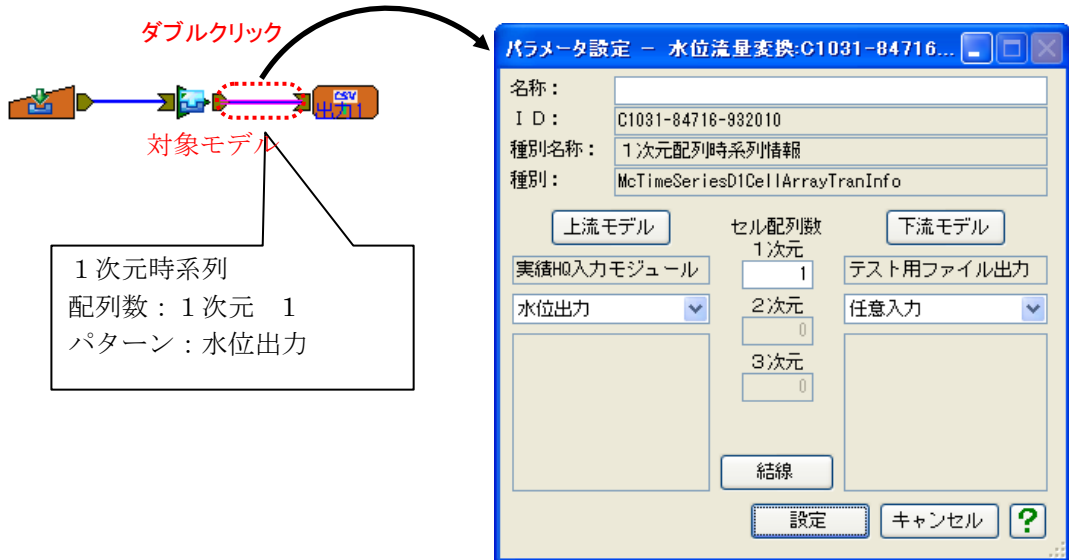 ダブルクリック
CSV
出力1
対象モデル
１次元時系列
配列数：１次元　１
パターン：水位出力
パラメータ設定 － 水位流量変換:C1031-84716...
名称：
ＩＤ：
C1031-84716-932010
種別名称：
１次元配列時系列情報
種別：
McTimeSeriesD1CellArrayTranInfo
上流モデル
セル配列数
下流モデル
１次元
実績HQ入力モジュール
1
テスト用ファイル出力
水位出力
２次元
任意入力
0
３次元
0
結線
設定
キャンセル
?